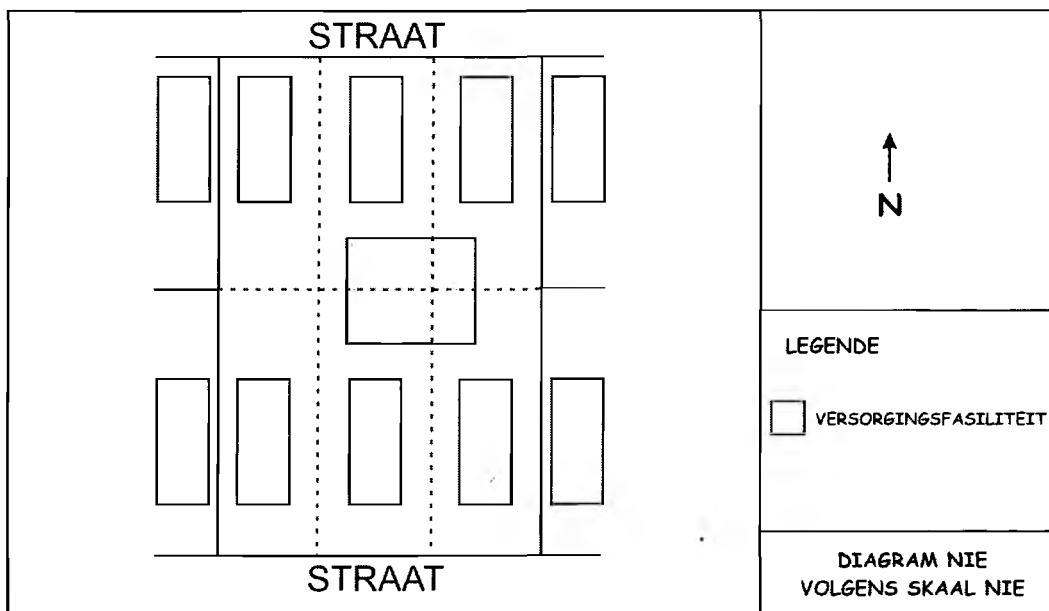 STRAAT
N
LEGENDE
VERSORGINGSFASILITEIT
STRAAT
DIAGRAM NIE
VOLGENS SKAAL NIE